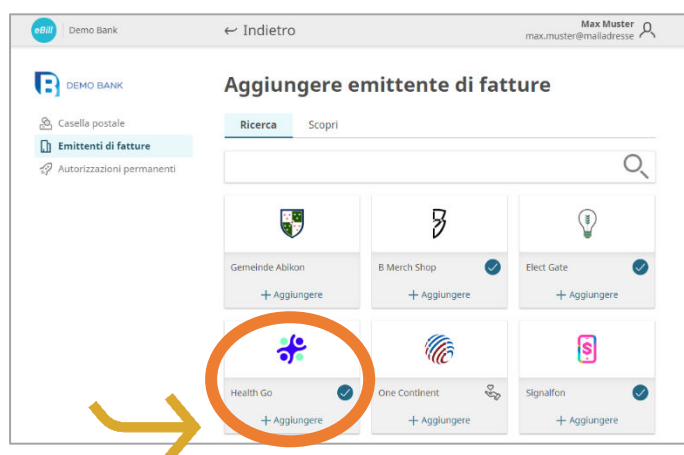 eBill Demo Bank Indietro Max Muster
max.muster@mailadresse
DEMO BANK
Aggiungere emittente di fatture
Casella postale
Emittenti di fatture
Autorizzazioni permanenti
Ricerca Scopri
Gemeinde Abikon B Merch Shop Elect Gate
+ Aggiungere + Aggiungere + Aggiungere
Health Go One Continent Signalfon
+ Aggiungere + Aggiungere + Aggiungere